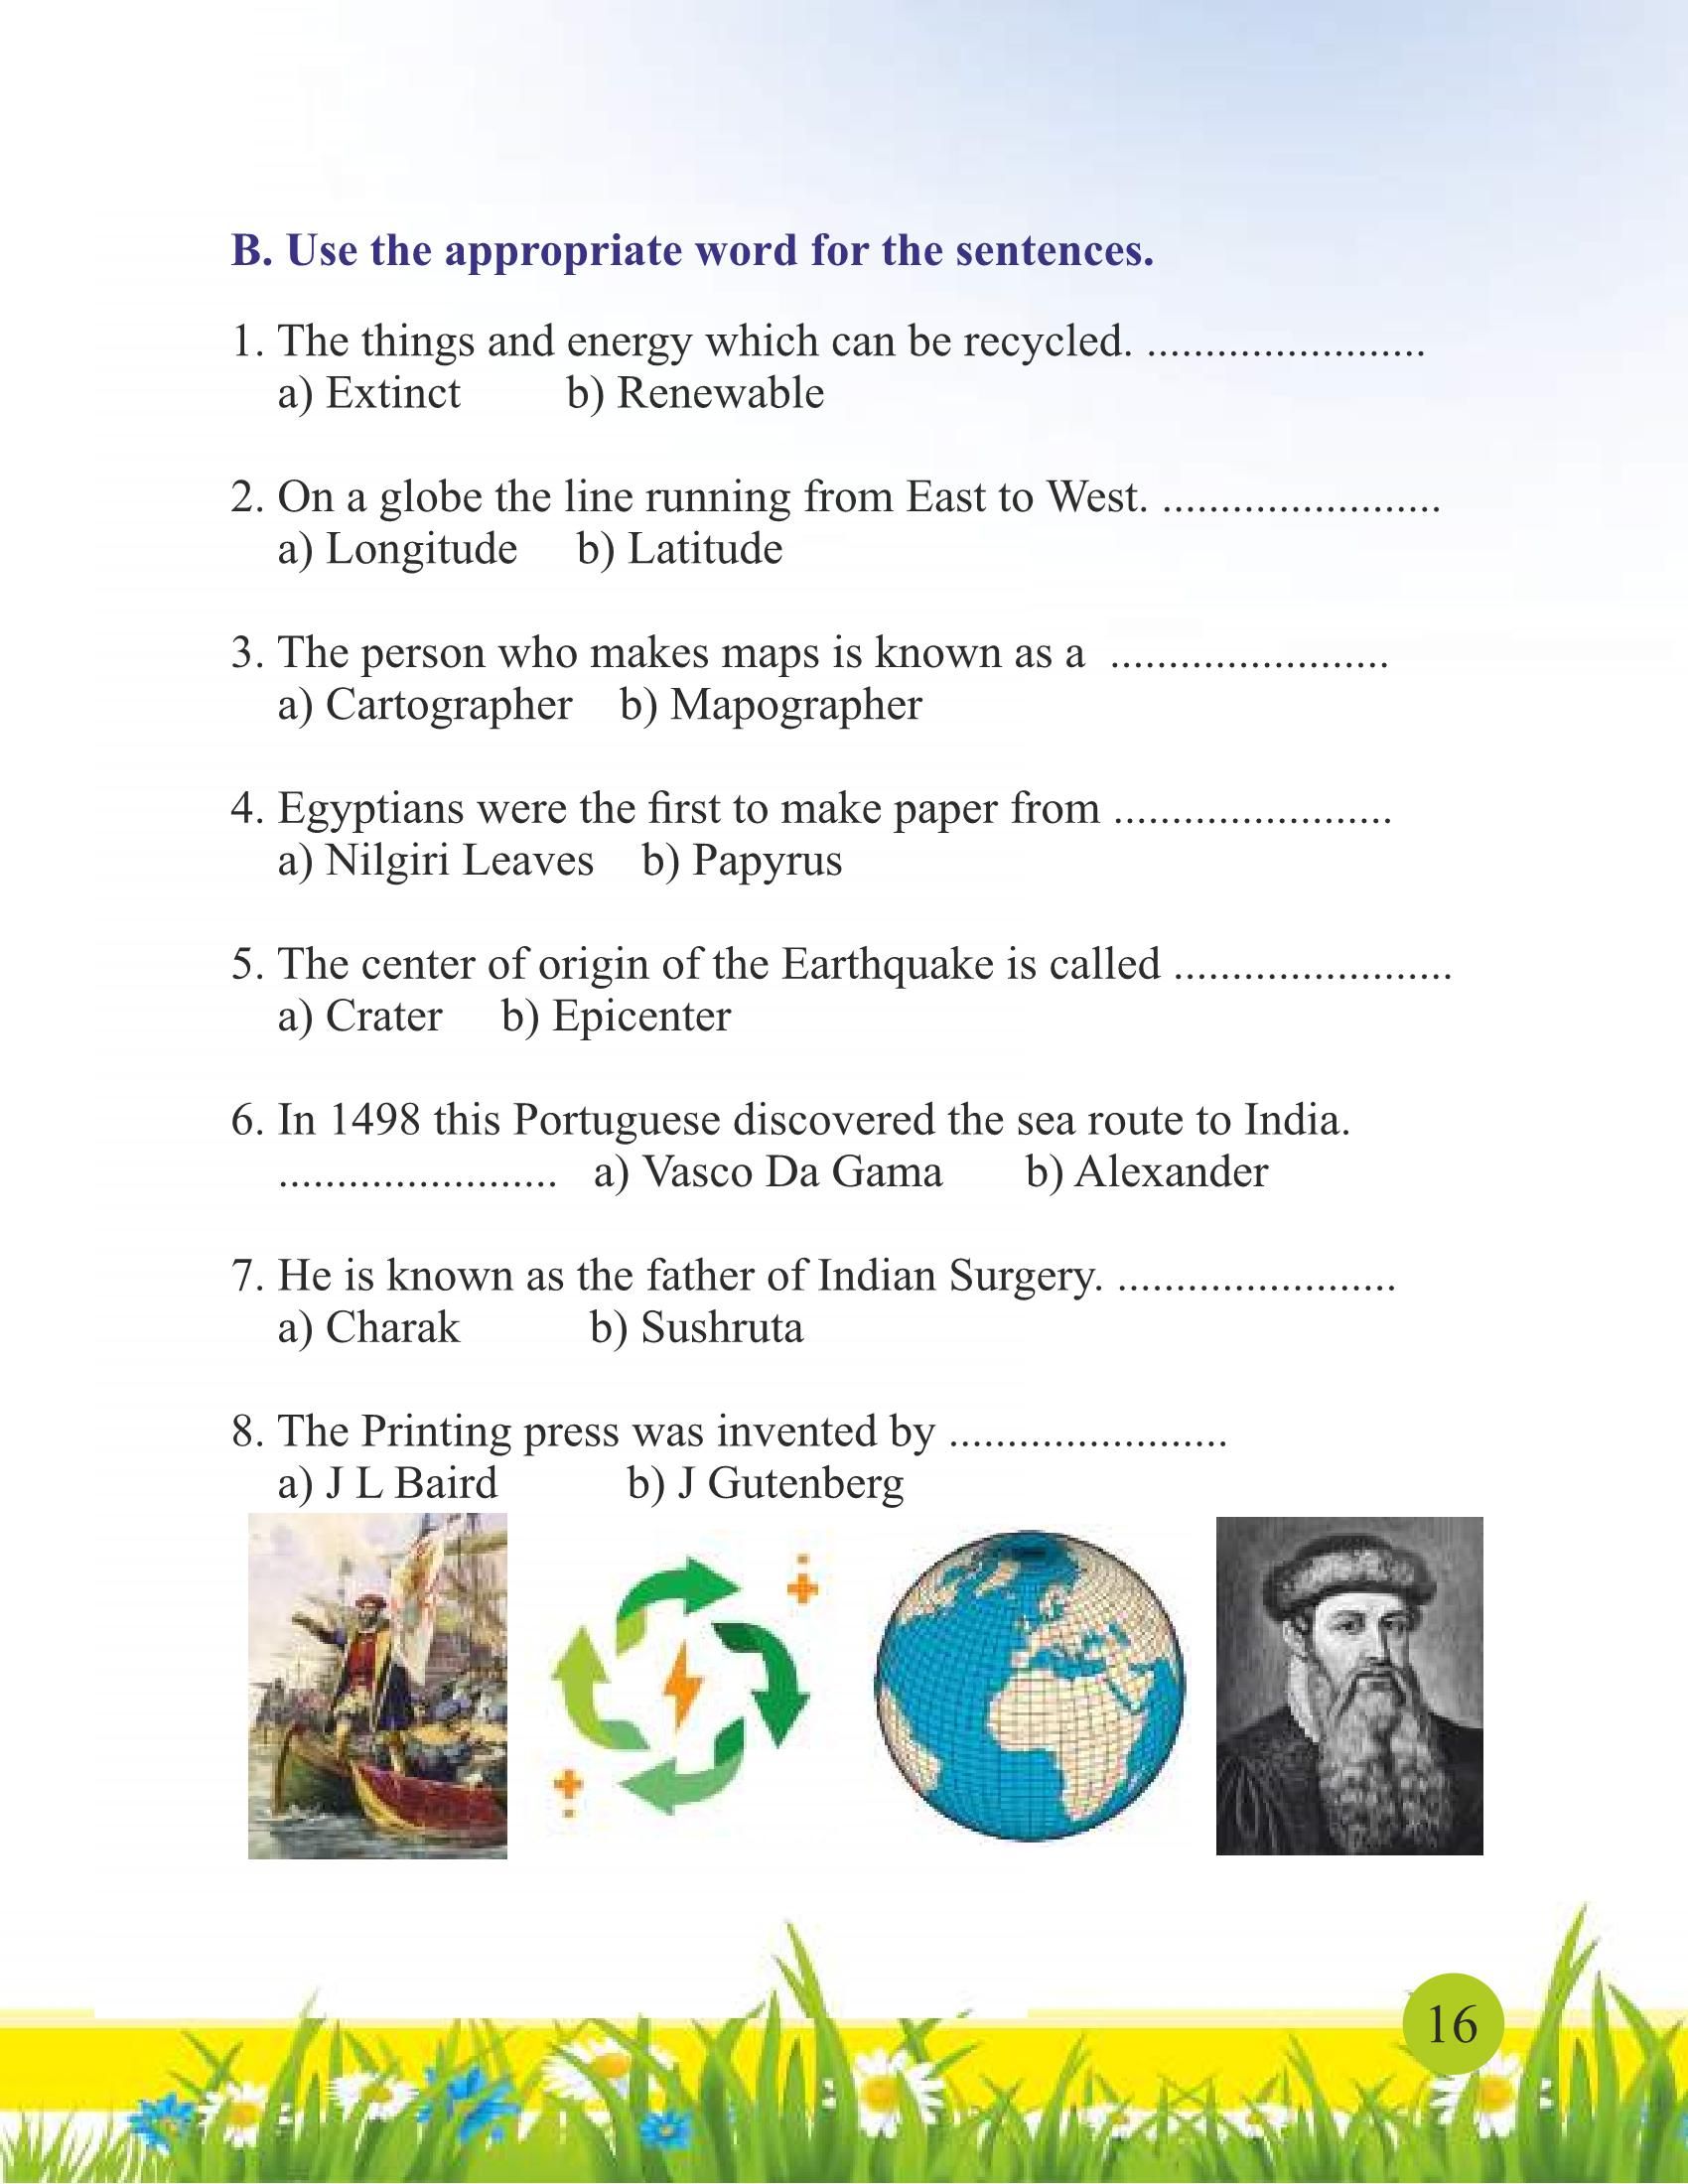 B. Use the appropriate word for the sentences.
1. The things and energy which can be recycled. ........................
a) Extinct b) Renewable
2. On a globe the line running from East to West. ........................
a) Longitude b) Latitude
3. The person who makes maps is known as a ........................
a) Cartographer b) Mapographer
4. Egyptians were the first to make paper from ........................
a) Nilgiri Leaves b) Papyrus
5. The center of origin of the Earthquake is called ........................
a) Crater b) Epicenter
6. In 1498 this Portuguese discovered the sea route to India.
........................ a) Vasco Da Gama b) Alexander
7. He is known as the father of Indian Surgery. ........................
a) Charak b) Sushruta
8. The Printing press was invented by ........................
a) J L Baird b) J Gutenberg
16